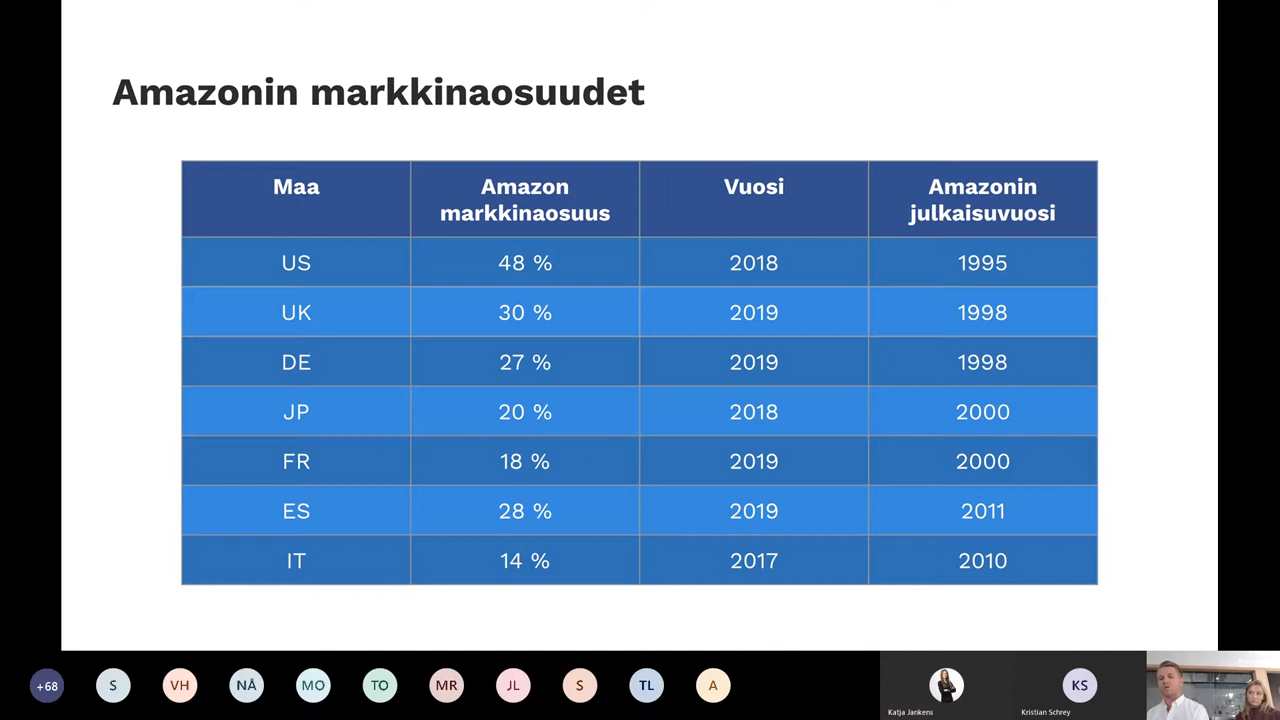 Amazonin markkinaosuudet
Maa
Amazon
markkinaosuus
Vuosi
Amazonin
julkaisuvuosi
US 48 % 2018 1995
UK 30 % 2019 1998
DE 27 % 2019 1998
JP 20 % 2018 2000
FR 18 % 2019 2000
ES 28 % 2019 2011
IT 14 % 2017 2010
+68 S VH NÅ MO TO MR JL S TL A KS
Katja Jankens Kristian Schrey